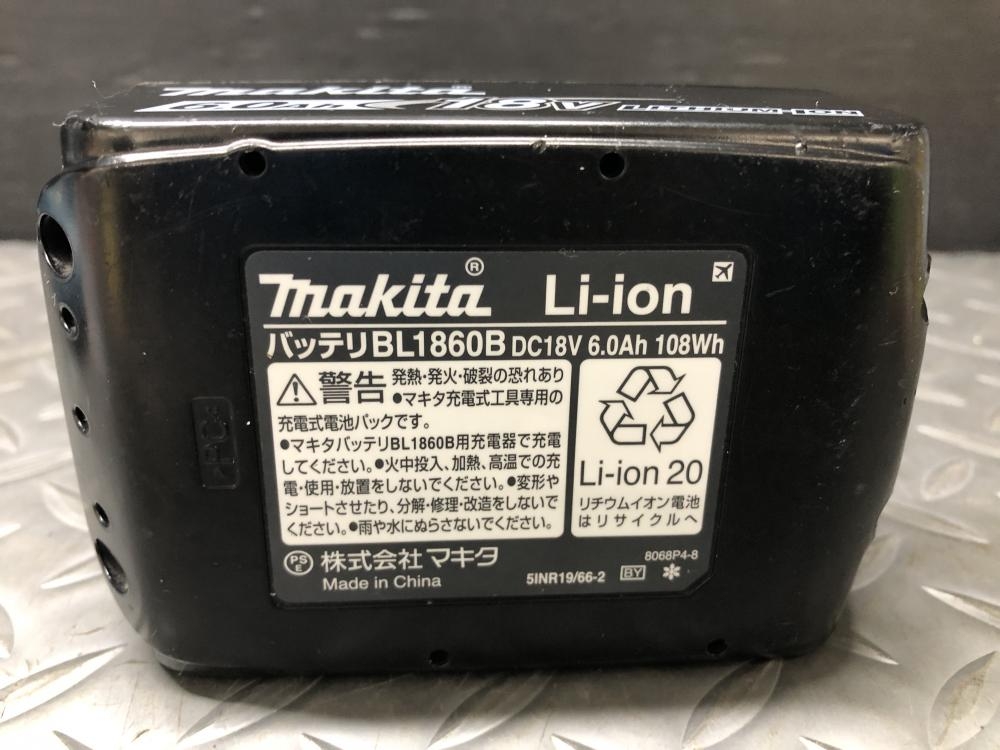 makita
6.0Ah 18V LITHIUM-ION
makita® Li-ion
バッテリBL1860B DC18V 6.0Ah 108Wh
警告 発熱・発火・破裂の恐れあり
●マキタ充電式工具専用の
充電式電池パックです。
●マキタバッテリBL1860B用充電器で充電
してください。●火中投入、加熱、高温での充
電・使用・放置をしないでください。●変形や
ショートさせたり、分解・修理・改造をしないで
ください。●雨や水にぬらさないでください。
Li-ion 20
リチウムイオン電池
はリサイクルへ
PSE 株式会社マキタ
Made in China
8068P4-8
5INR19/66-2 BY
>PC<